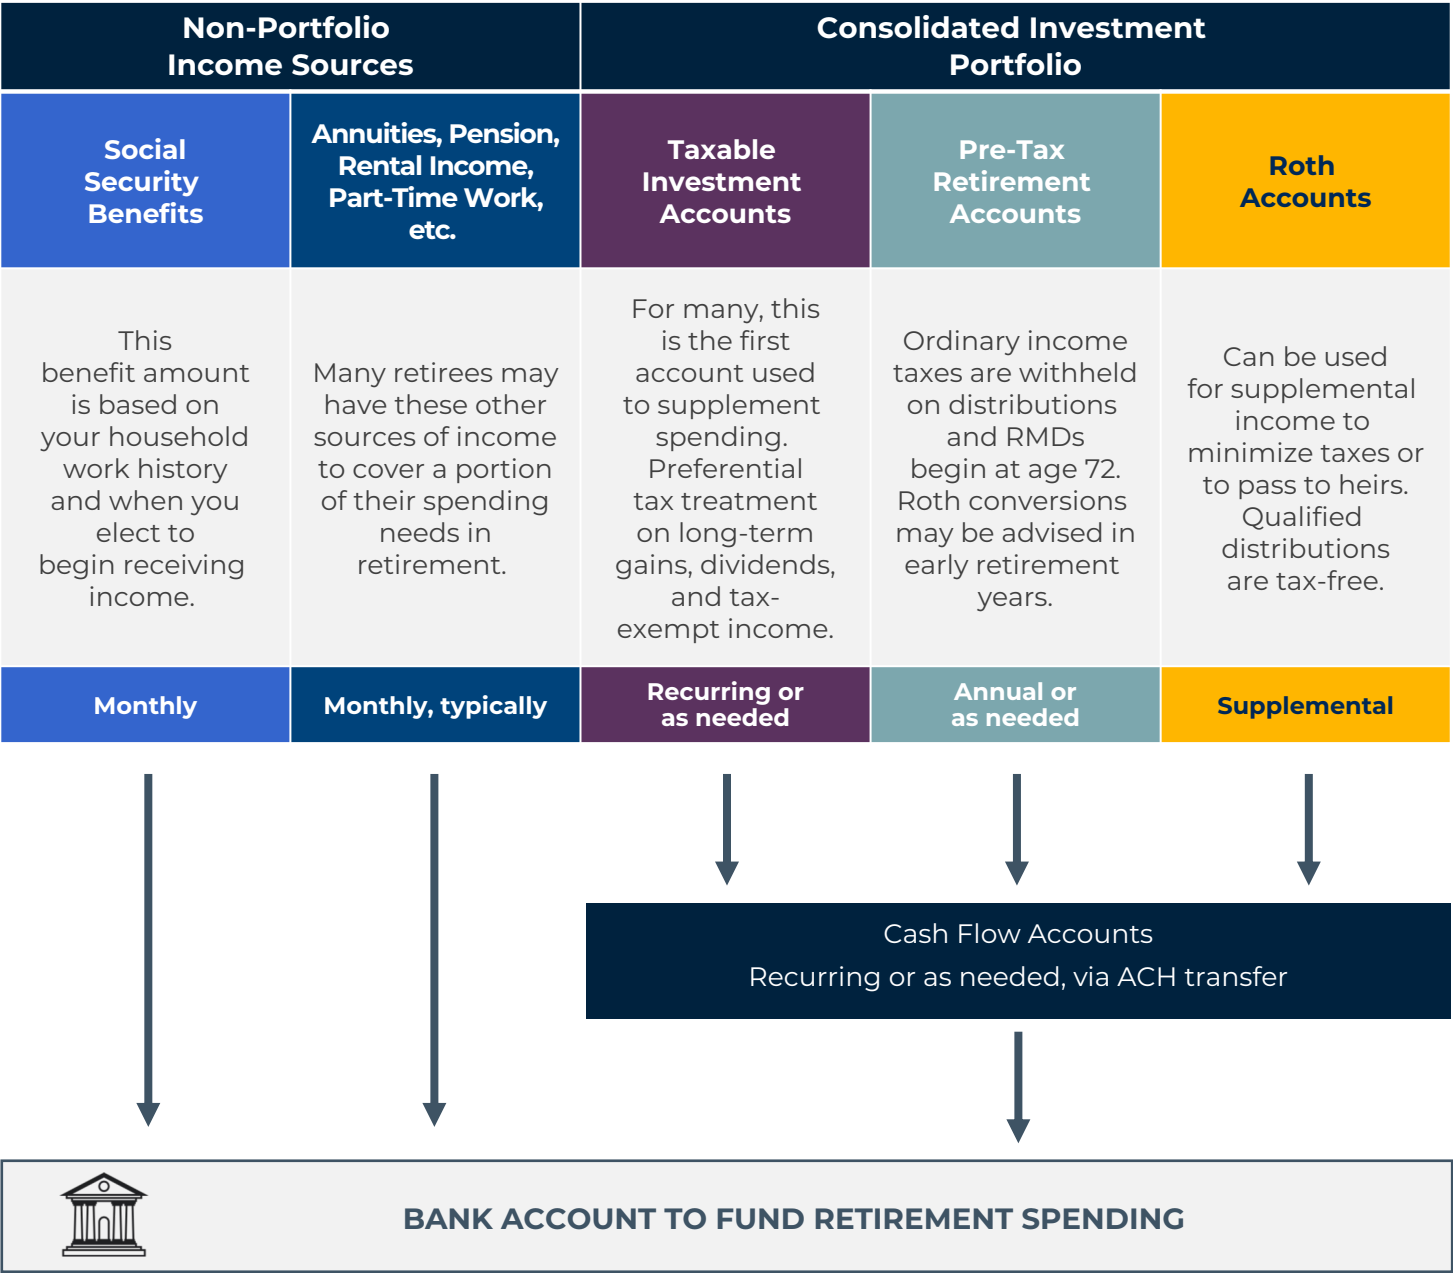 Non-Portfolio
Income Sources
Consolidated Investment
Portfolio
Social
Security
Benefits
Annuities, Pension,
Rental Income,
Part-Time Work,
etc.
Taxable
Investment
Accounts
Pre-Tax
Retirement
Accounts
Roth
Accounts
This
benefit amount
is based on
your household
work history
and when you
elect to
begin receiving
income.
Many retirees may
have these other
sources of income
to cover a portion
of their spending
needs in
retirement.
For many, this
is the first
account used
to supplement
spending.
Preferential
tax treatment
on long-term
gains, dividends,
and tax-
exempt income.
Ordinary income
taxes are withheld
on distributions
and RMDs
begin at age 72.
Roth conversions
may be advised in
early retirement
years.
Can be used
for supplemental
income to
minimize taxes or
to pass to heirs.
Qualified
distributions
are tax-free.
Monthly
Monthly, typically
Recurring or
as needed
Annual or
as needed
Supplemental
Cash Flow Accounts
Recurring or as needed, via ACH transfer
BANK ACCOUNT TO FUND RETIREMENT SPENDING